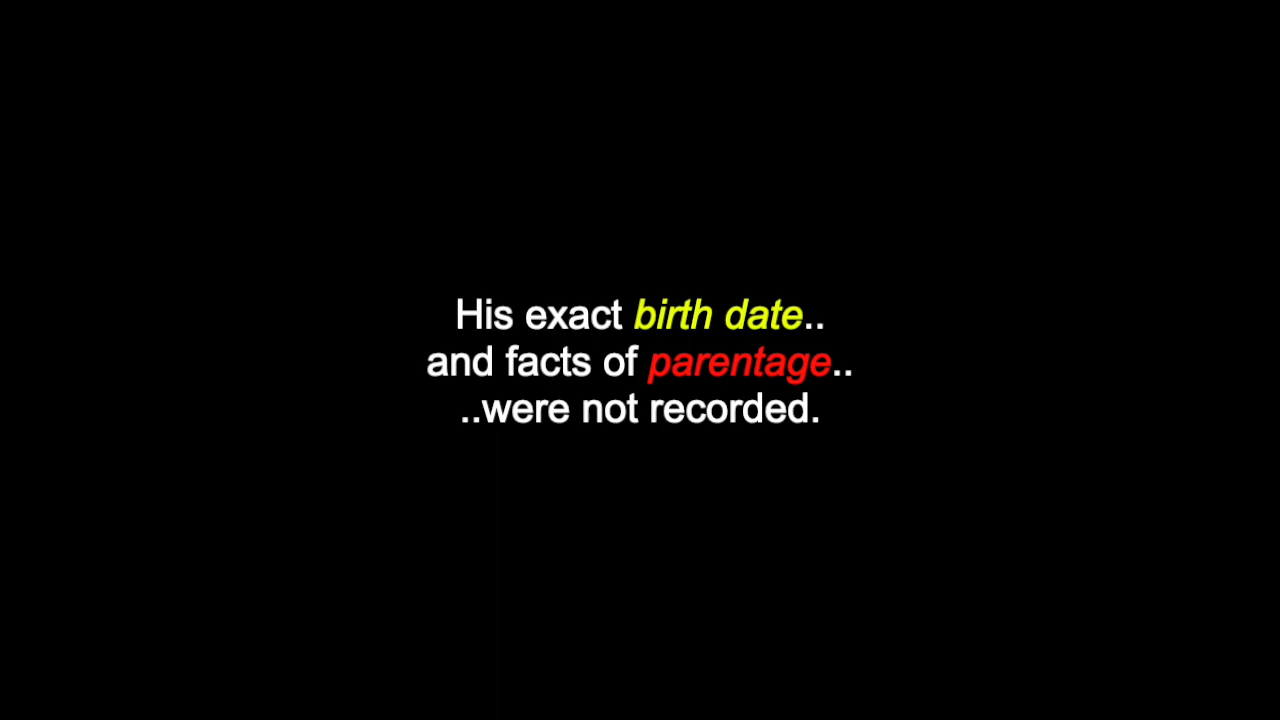 His exact birth date..
and facts of parentage..
..were not recorded.